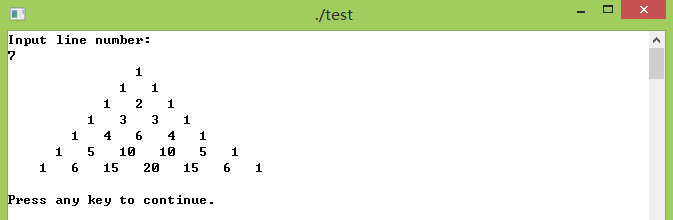 ./test
Input line number:
7
1
1 1
1 2 1
1 3 3 1
1 4 6 4 1
1 5 10 10 5 1
1 6 15 20 15 6 1
Press any key to continue.